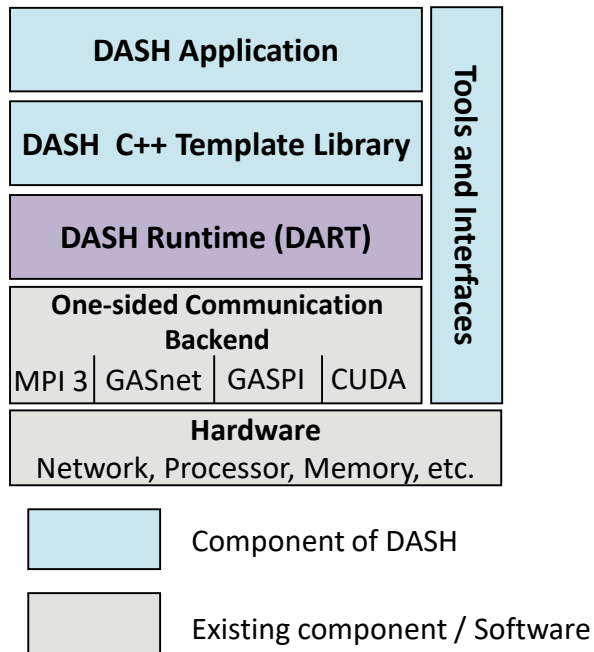 DASH Application
DASH C++ Template Library
DASH Runtime (DART)
One-sided Communication
Backend
MPI 3 GASnet GASPI CUDA
Tools and Interfaces
Hardware
Network, Processor, Memory, etc.
Component of DASH
Existing component / Software